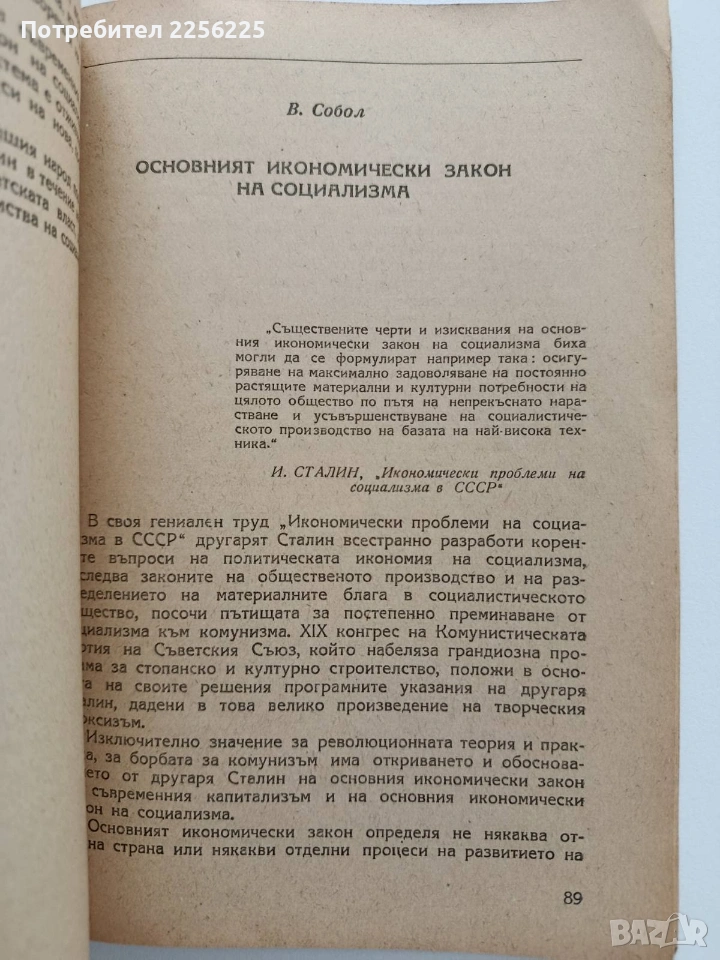 Потребител 2256225
В. Собол
ОСНОВНИЯТ ИКОНОМИЧЕСКИ ЗАКОН
НА СОЦИАЛИЗМА
„Съществените черти и изисквания на основ-
ния икономически закон на социализма биха
могли да се формулират например така: осигу-
ряване на максимално задоволяване на постоянно
растящите материални и културни потребности на
цялото общество по пътя на непрекъснато нара-
стване и усъвършенствуване на социалистиче-
ското производство на базата на най-висока тех-
ника.“
И. СТАЛИН, „Икономически проблеми на
социализма в СССР“
В своя гениален труд „Икономически проблеми на социа-
зма в СССР“ другарят Сталин всестранно разработи корен-
те въпроси на политическата икономия на социализма,
следва законите на общественото производство и на раз-
еделението на материалните блага в социалистическото
щество, посочи пътищата за постепенно преминаване от
циализма към комунизма. XIX конгрес на Комунистическата
ртия на Съветския Съюз, който набеляза грандиозна про-
ма за стопанско и културно строителство, положи в осно-
та на своите решения програмните указания на другаря
алин, дадени в това велико произведение на творческия
рксизъм.
Изключително значение за революционната теория и прак-
а, за борбата за комунизъм има откриването и обоснова-
ето от другаря Сталин на основния икономически закон
съвременния капитализъм и на основния икономически
он на социализма.
Основният икономически закон определя не някаква от-
на страна или някакви отделни процеси на развитието на
89
BAZAR